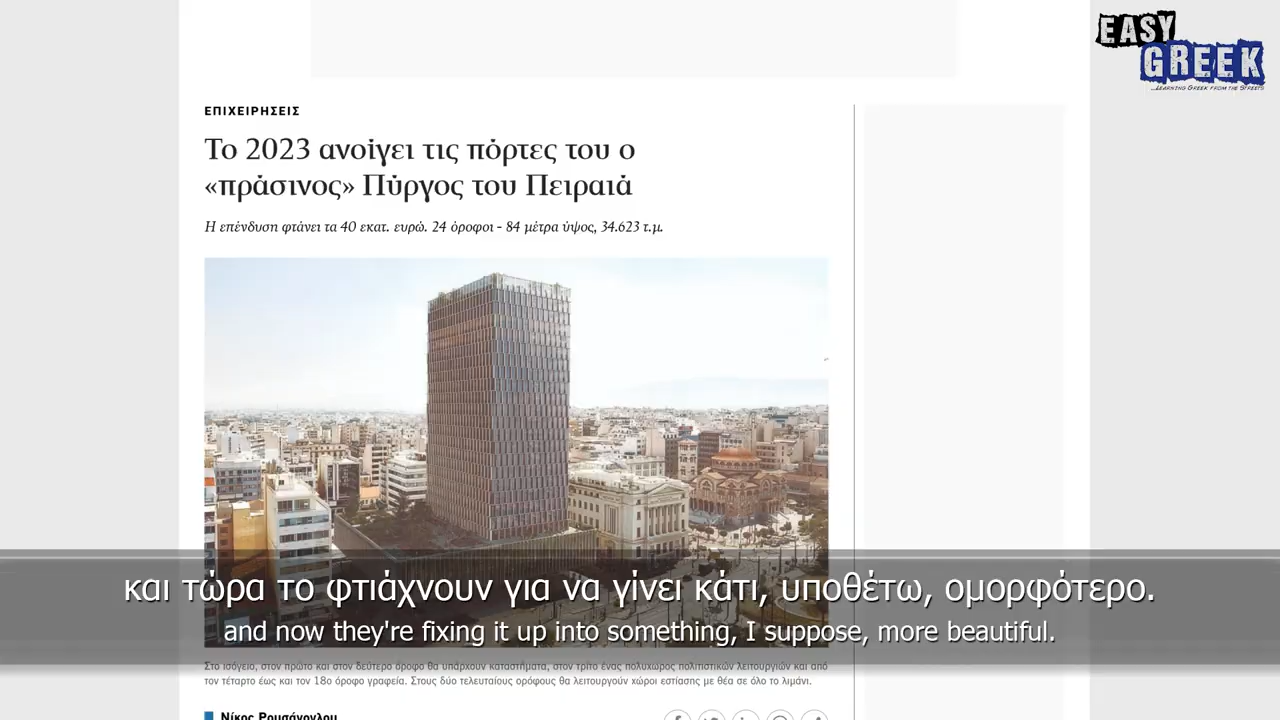 EASY
GREEK
...LEARNING GREEK FROM THE STREETS
ΕΠΙΧΕΙΡΗΣΕΙΣ
Το 2023 ανοίγει τις πόρτες του ο
«πράσινος» Πύργος του Πειραιά
Η επένδυση φτάνει τα 40 εκατ. ευρώ. 24 όροφοι - 84 μέτρα ύψος, 34.623 τ.μ.
και τώρα το φτιάχνουν για να γίνει κάτι, υποθέτω, ομορφότερο.
and now they're fixing it up into something, I suppose, more beautiful.
Στο ισόγειο, στον πρώτο και στον δεύτερο όροφο θα υπάρχουν καταστήματα, στον τρίτο ένας πολυχώρος πολιτιστικών λειτουργιών και από
τον τέταρτο έως και τον 18ο όροφο γραφεία. Στους δύο τελευταίους ορόφους θα λειτουργούν χώροι εστίασης με θέα σε όλο το λιμάνι.
Νίκος Ρουσάνογλου